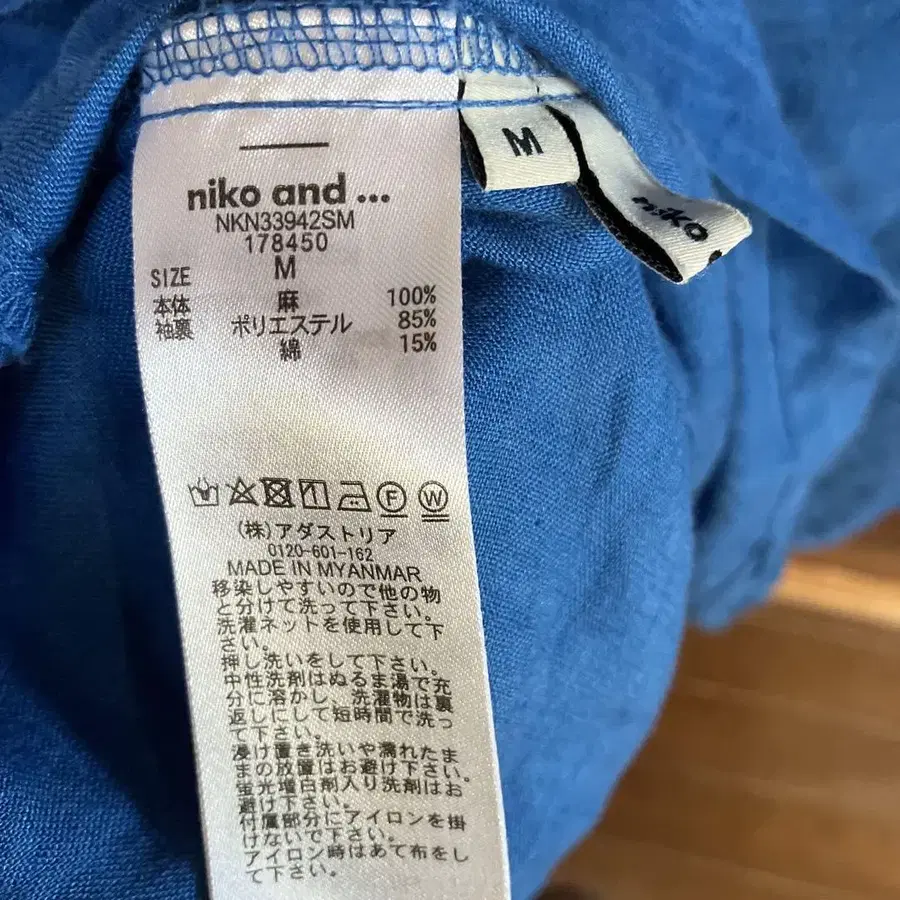 niko and ...
NKN33942SM
178450
SIZE M
本体 麻 100%
袖裏 ポリエステル 85%
綿 15%
F W
(株)アダストリア
0120-601-162
MADE IN MYANMAR
移染しやすいので他の物
と分けて洗って下さい。
洗濯ネットを使用して下
さい。
押し洗いをして下さい。
中性洗剤はぬるま湯で充
分に溶かし、洗濯物は裏
返しにして短時間で洗っ
て下さい。
浸け置き洗いや濡れたま
まの放置はお避け下さい。
蛍光増白剤入り洗剤はお
避け下さい。
付属部分にアイロンを掛
けないで下さい。
アイロン時はあて布をし
て下さい。
M
niko